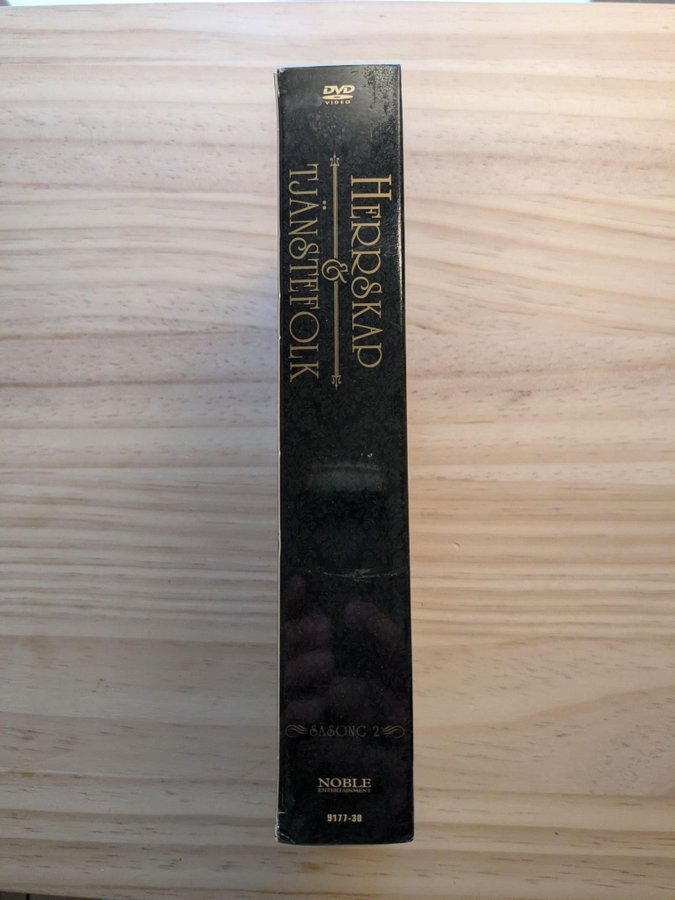 DVD
VIDEO
HERRSKAP
&
TJÄNSTEFOLK
SÄSONG 2
NOBLE
ENTERTAINMENT
9177-30